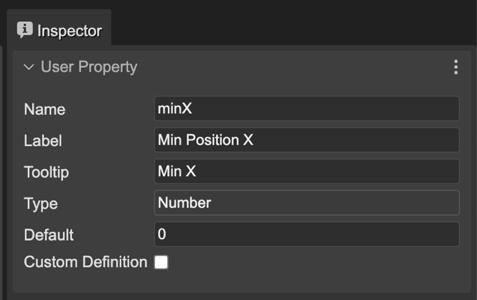 Inspector
User Property
Name minX
Label Min Position X
Tooltip Min X
Type Number
Default 0
Custom Definition